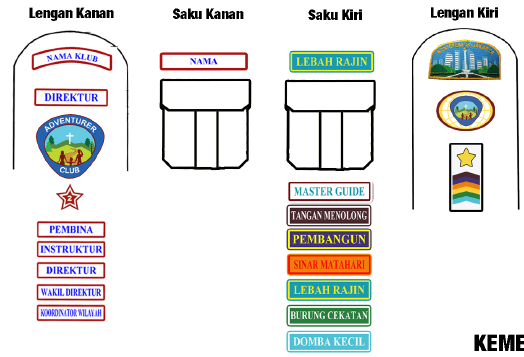 Lengan Kanan
Saku Kanan
Saku Kiri
Lengan Kiri
NAMA KLUB
NAMA
LEBAH RAJIN
DIREKTUR
ADVENTURER
CLUB
2
MASTER GUIDE
TANGAN MENOLONG
PEMBINA
PEMBANGUN
INSTRUKTUR
SINAR MATAHARI
DIREKTUR
LEBAH RAJIN
WAKIL DIREKTUR
BURUNG CEKATAN
KOORDINATOR WILAYAH
DOMBA KECIL
KEME